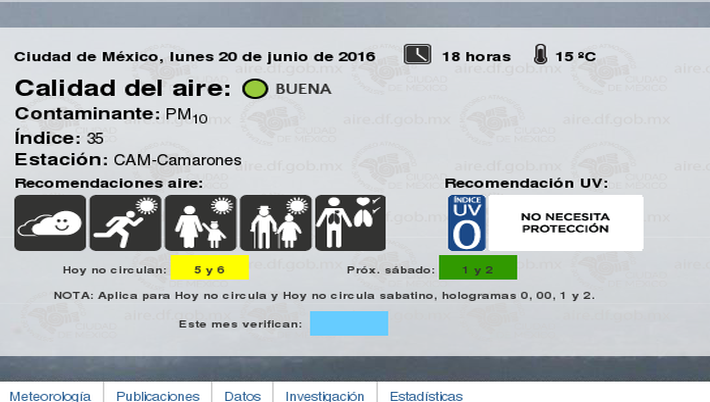 Ciudad de México, lunes 20 de junio de 2016 18 horas 15 ºC
Calidad del aire: BUENA
Contaminante: PM10
Índice: 35
Estación: CAM-Camarones
Recomendaciones aire: Recomendación UV:
ÍNDICE
UV
0
NO NECESITA
PROTECCIÓN
Hoy no circulan: 5 y 6 Próx. sábado: 1 y 2
NOTA: Aplica para Hoy no circula y Hoy no circula sabatino, hologramas 0, 00, 1 y 2.
Este mes verifican:
Meteorología Publicaciones Datos Investigación Estadísticas